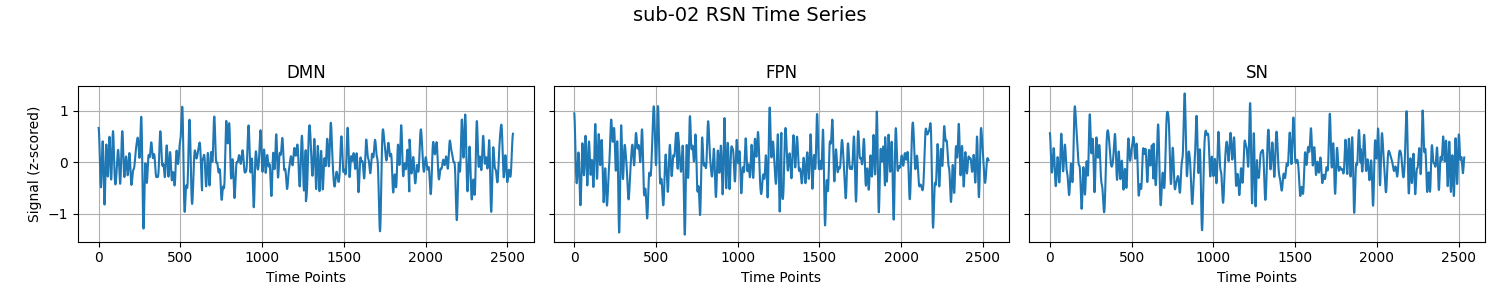 sub-02 RSN Time Series
DMN
FPN
SN
Signal (z-scored)
1
0
−1
0 500 1000 1500 2000 2500
0 500 1000 1500 2000 2500
0 500 1000 1500 2000 2500
Time Points
Time Points
Time Points